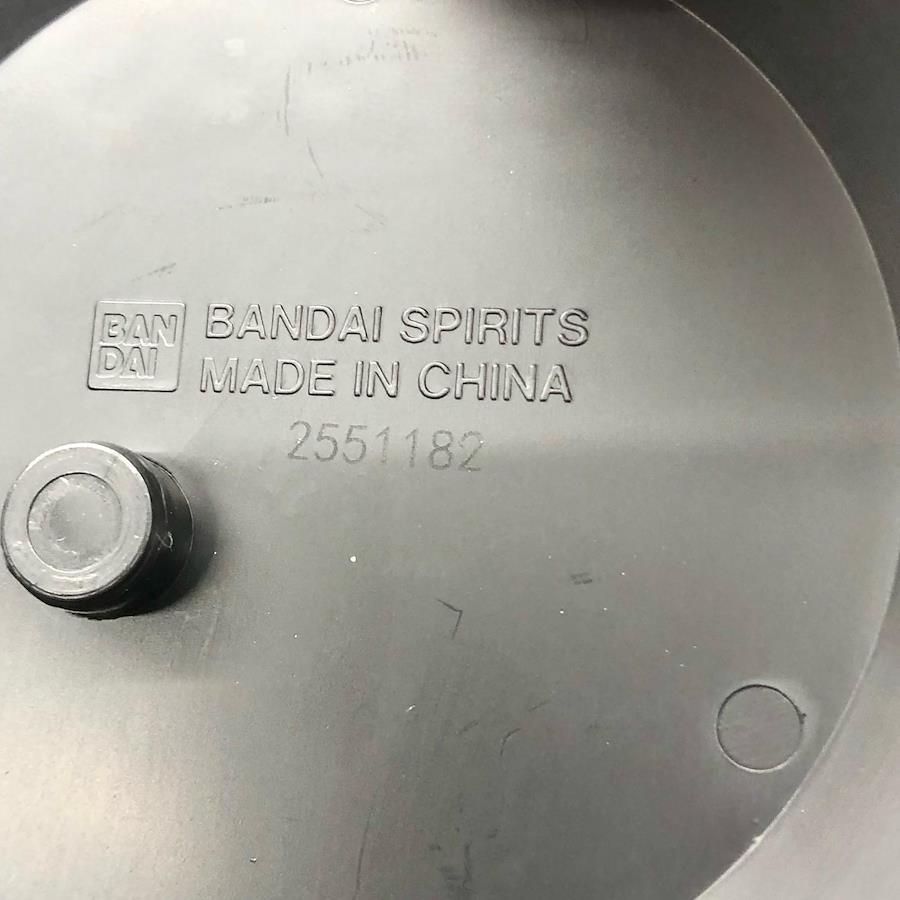 BAN
DAI
BANDAI SPIRITS
MADE IN CHINA
2551182